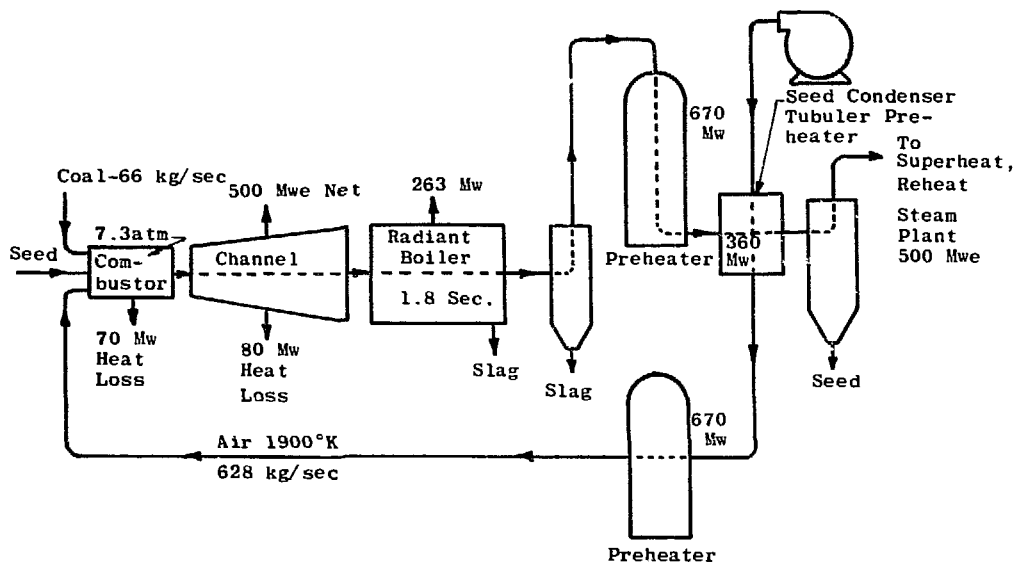 Coal-66 kg/sec
Seed
7.3atm
Com-
bustor
70 Mw
Heat
Loss
500 Mwe Net
Channel
80 Mw
Heat
Loss
263 Mw
Radiant
Boiler
1.8 Sec.
Slag
Slag
670
Mw
Preheater
Seed Condenser
Tubuler Pre-
heater
360
Mw
To
Superheat,
Reheat
Steam
Plant
500 Mwe
Seed
Air 1900°K
628 kg/sec
670
Mw
Preheater